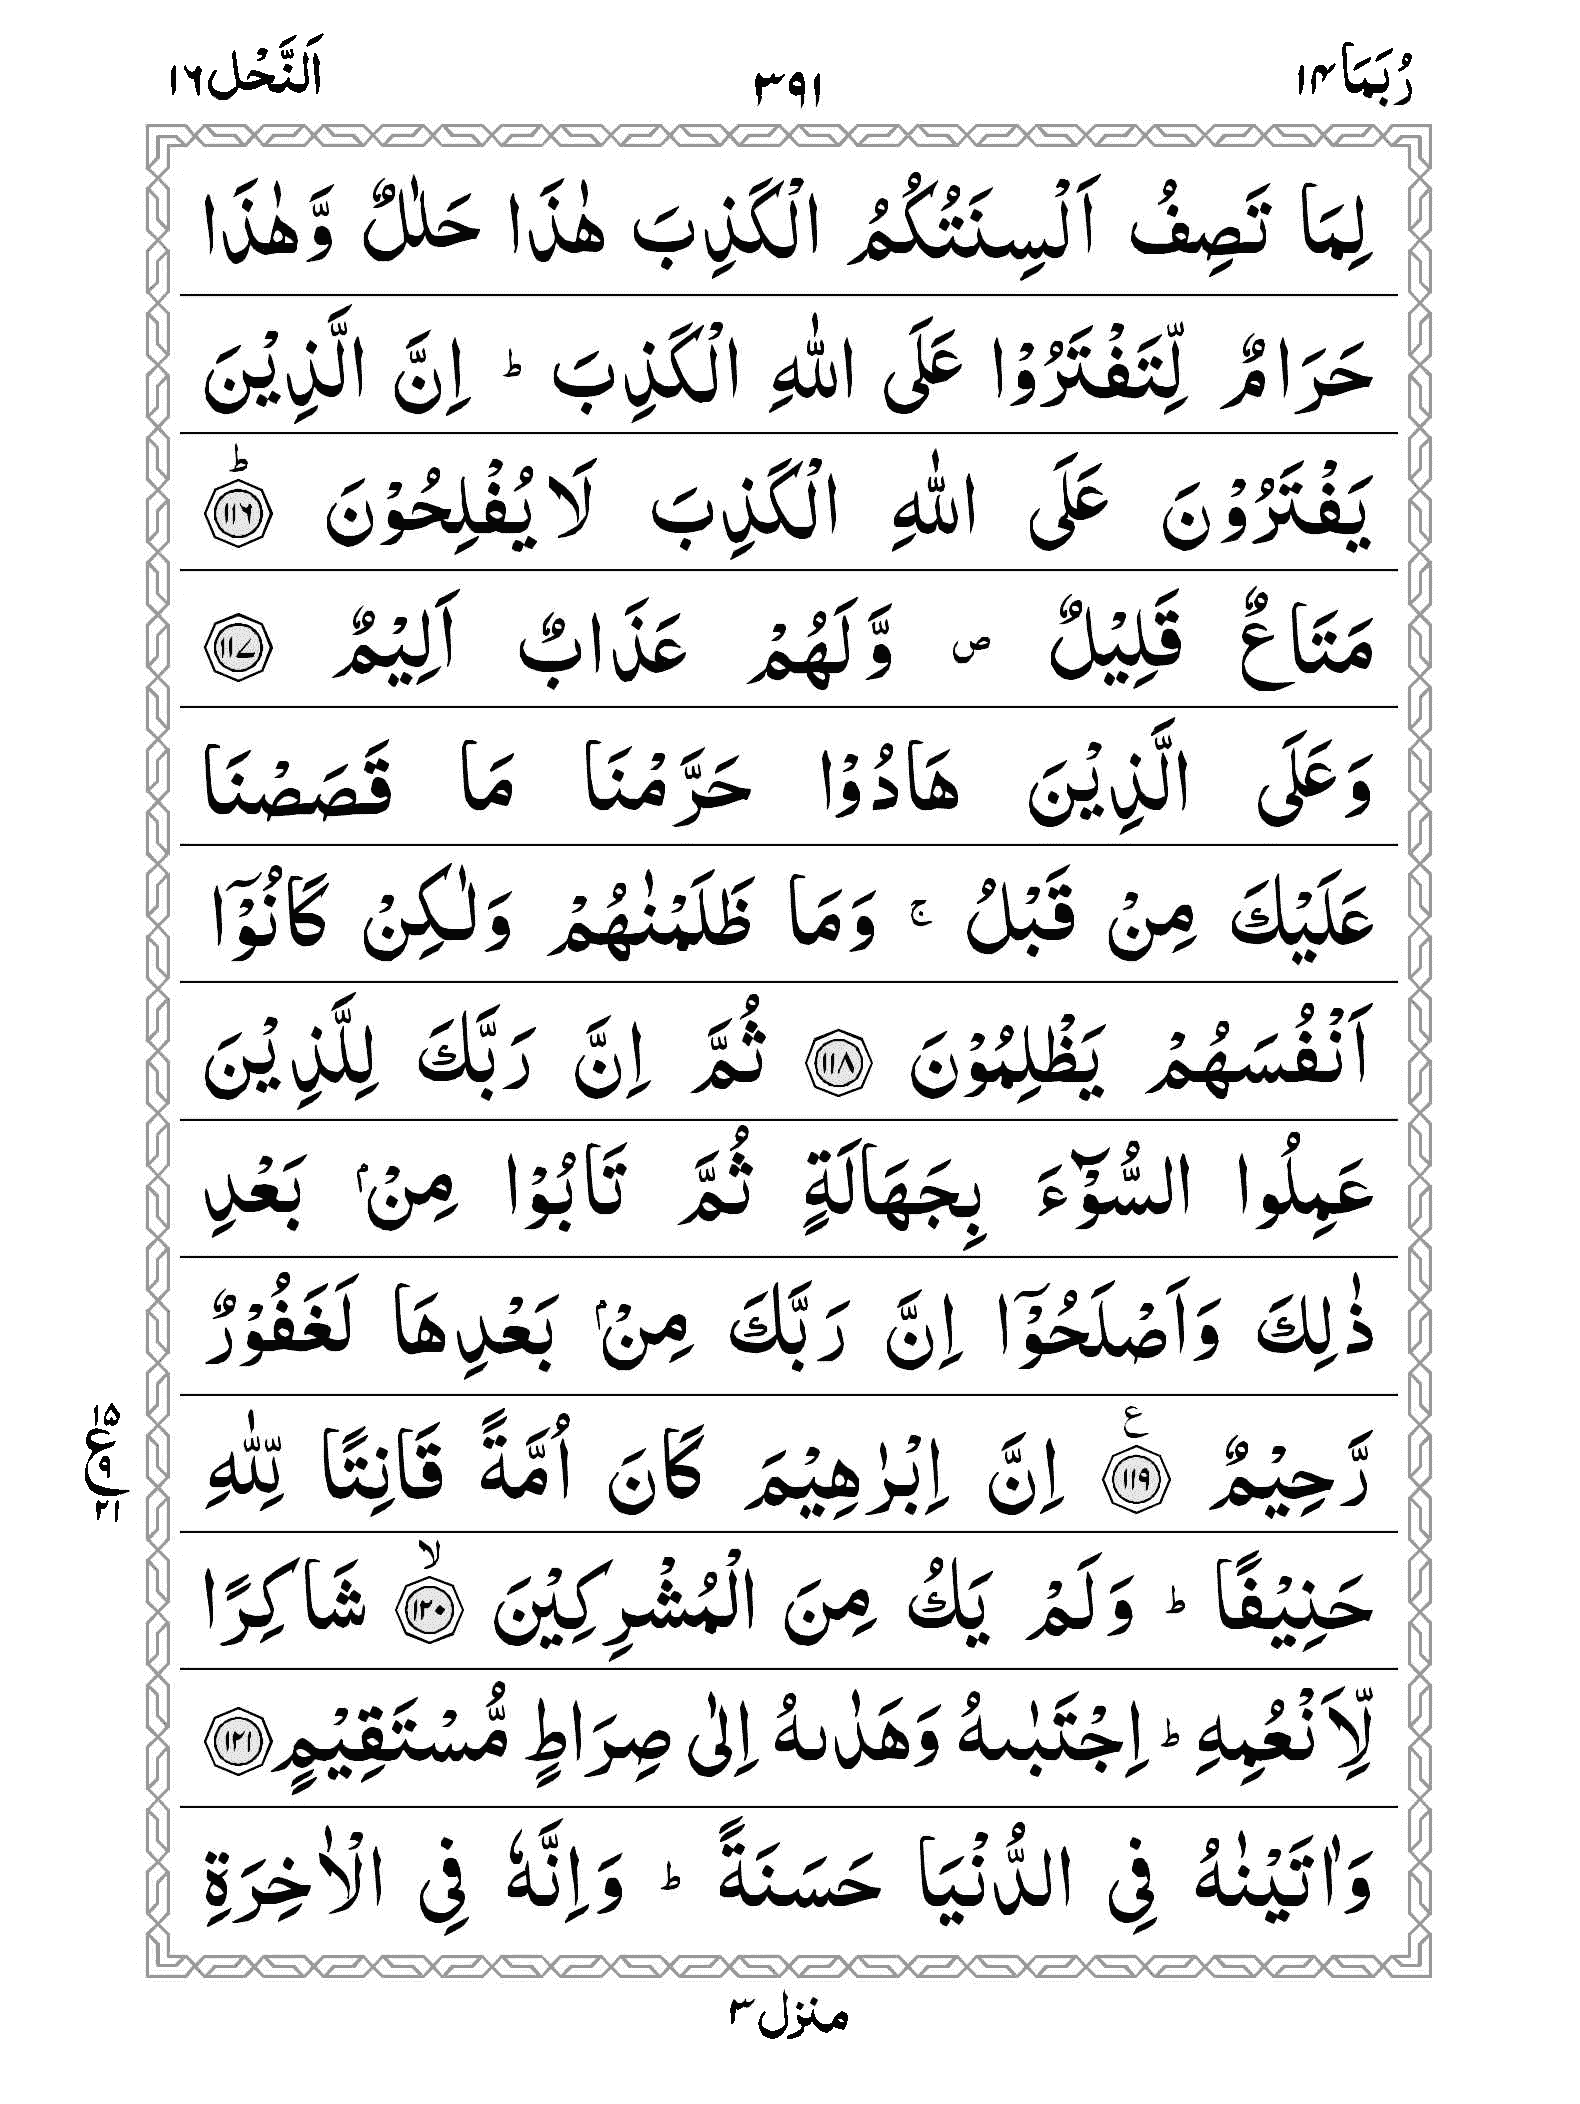 رُبَمَا ١٤
٣٩١
اَلنَّحْل ١٦
لِمَا تَصِفُ اَلْسِنَتُكُمُ الْكَذِبَ هٰذَا حَلٰلٌ وَّهٰذَا
حَرَامٌ لِّتَفْتَرُوْا عَلَى اللّٰهِ الْكَذِبَ ؕ اِنَّ الَّذِيْنَ
يَفْتَرُوْنَ عَلَى اللّٰهِ الْكَذِبَ لَا يُفْلِحُوْنَ ؕ ﴿١١٦﴾
مَتَاعٌ قَلِيْلٌ ۪ وَّلَهُمْ عَذَابٌ اَلِيْمٌ ﴿١١٧﴾
وَعَلَى الَّذِيْنَ هَادُوْا حَرَّمْنَا مَا قَصَصْنَا
عَلَيْكَ مِنْ قَبْلُ ۚ وَمَا ظَلَمْنٰهُمْ وَلٰكِنْ كَانُوْٓا
اَنْفُسَهُمْ يَظْلِمُوْنَ ﴿١١٨﴾ ثُمَّ اِنَّ رَبَّكَ لِلَّذِيْنَ
عَمِلُوا السُّوْٓءَ بِجَهَالَةٍ ثُمَّ تَابُوْا مِنْۢ بَعْدِ
ذٰلِكَ وَاَصْلَحُوْٓا اِنَّ رَبَّكَ مِنْۢ بَعْدِهَا لَغَفُوْرٌ
رَّحِيْمٌ ﴿١١٩﴾ ع اِنَّ اِبْرٰهِيْمَ كَانَ اُمَّةً قَانِتًا لِّلّٰهِ
١٥ ع ٩ ٢١
حَنِيْفًا ؕ وَلَمْ يَكُ مِنَ الْمُشْرِكِيْنَ ۙ ﴿١٢٠﴾ شَاكِرًا
لِّاَنْعُمِهِ ؕ اِجْتَبٰىهُ وَهَدٰىهُ اِلٰى صِرَاطٍ مُّسْتَقِيْمٍ ﴿١٢١﴾
وَاٰتَيْنٰهُ فِى الدُّنْيَا حَسَنَةً ؕ وَاِنَّهٗ فِى الْاٰخِرَةِ
منزل ٣